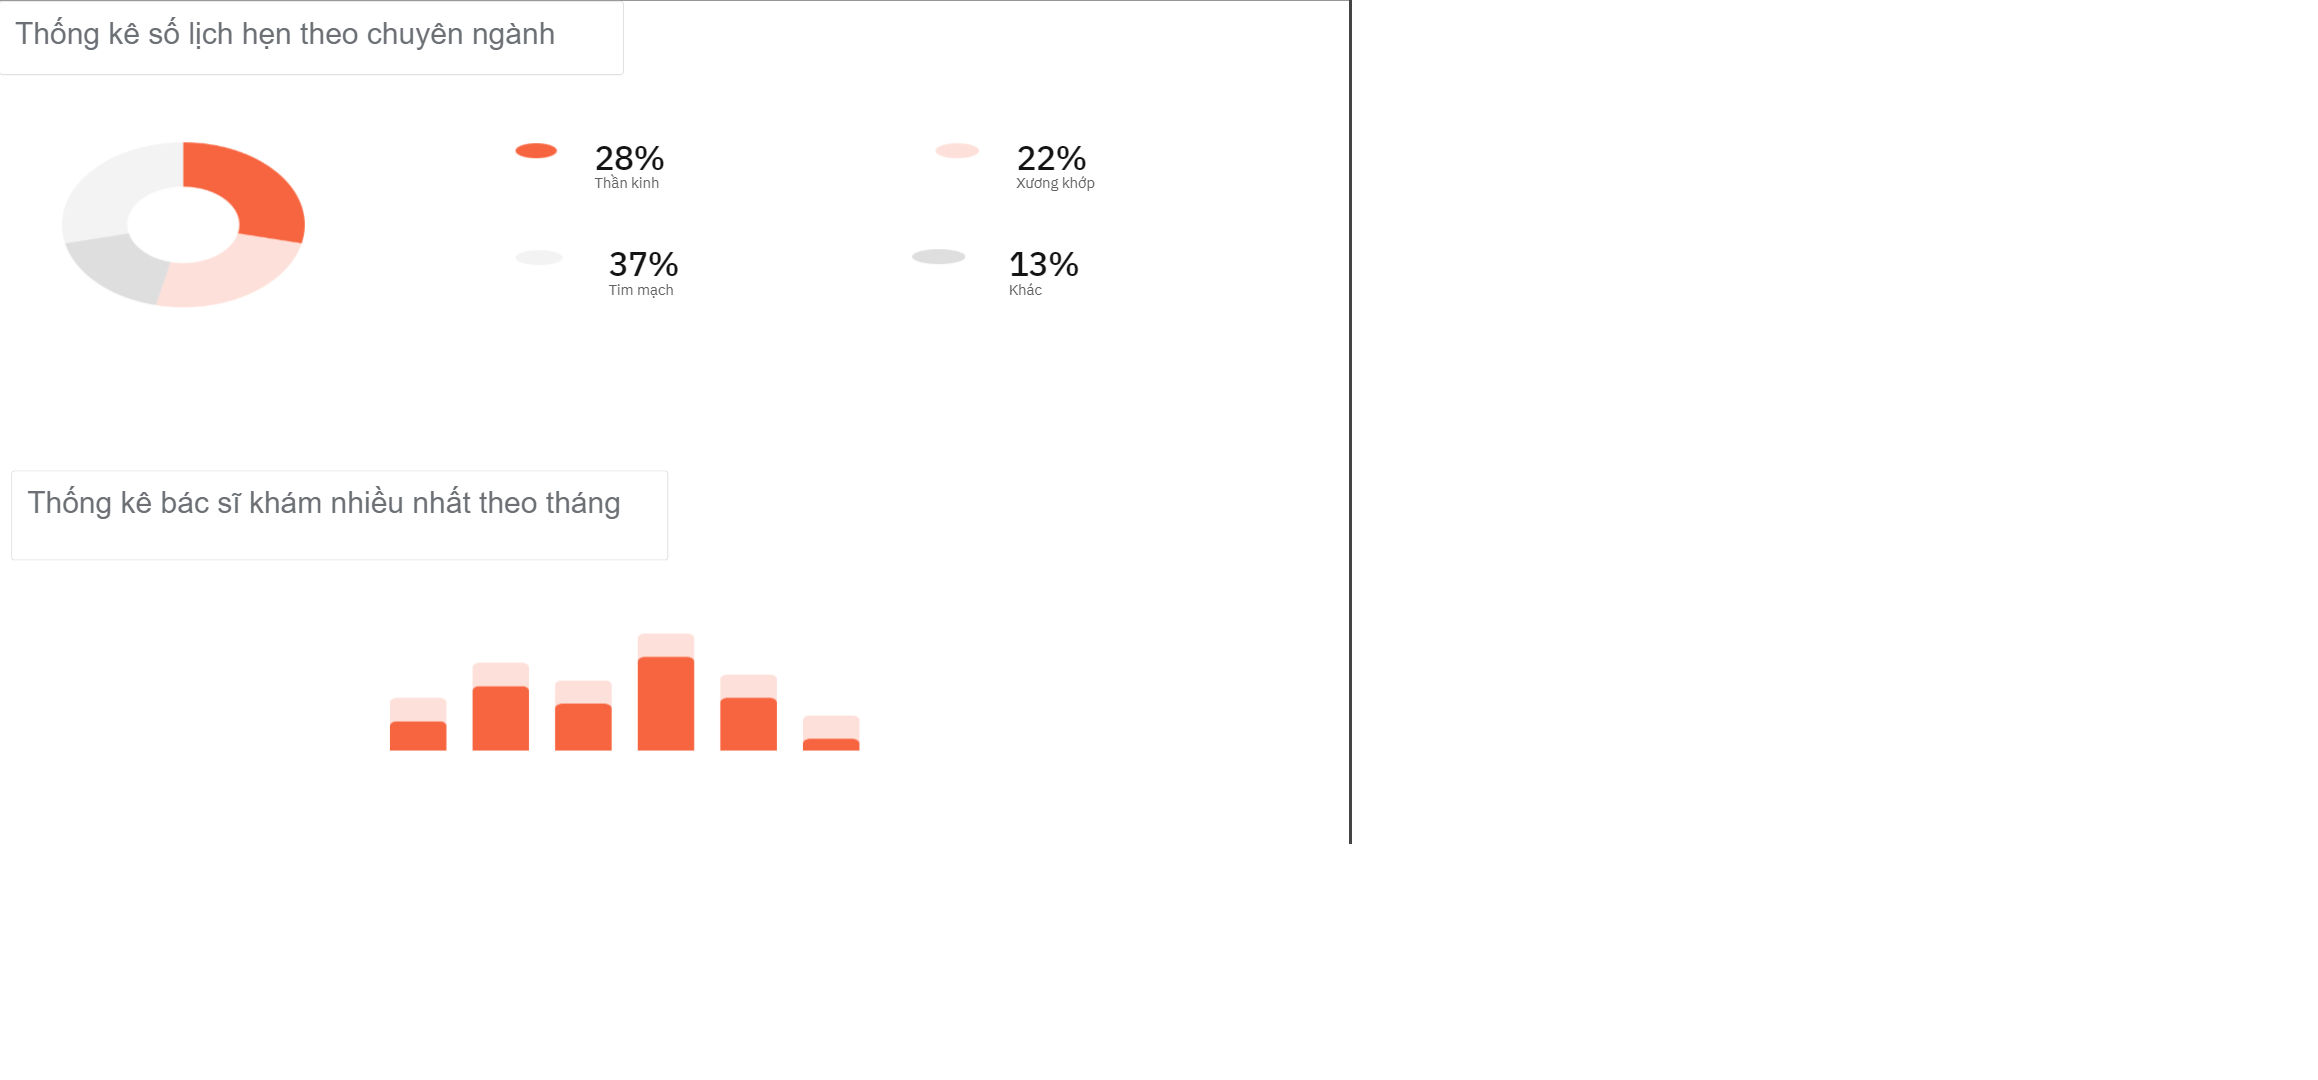 Thống kê số lịch hẹn theo chuyên ngành
28%
Thần kinh
22%
Xương khớp
37%
Tim mạch
13%
Khác
Thống kê bác sĩ khám nhiều nhất theo tháng